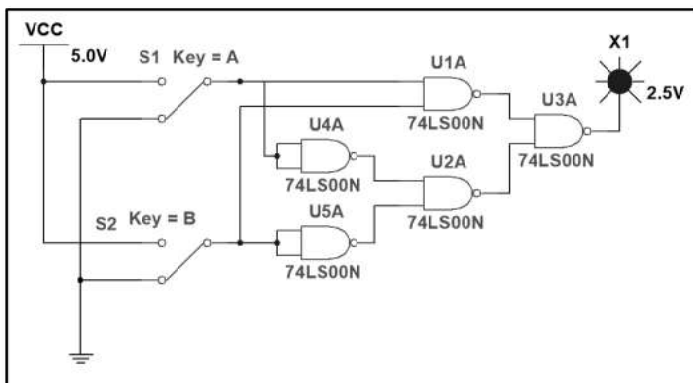 VCC
5.0V
S1 Key = A
U1A
74LS00N
X1
2.5V
U3A
74LS00N
U4A
74LS00N
U2A
74LS00N
S2 Key = B
U5A
74LS00N